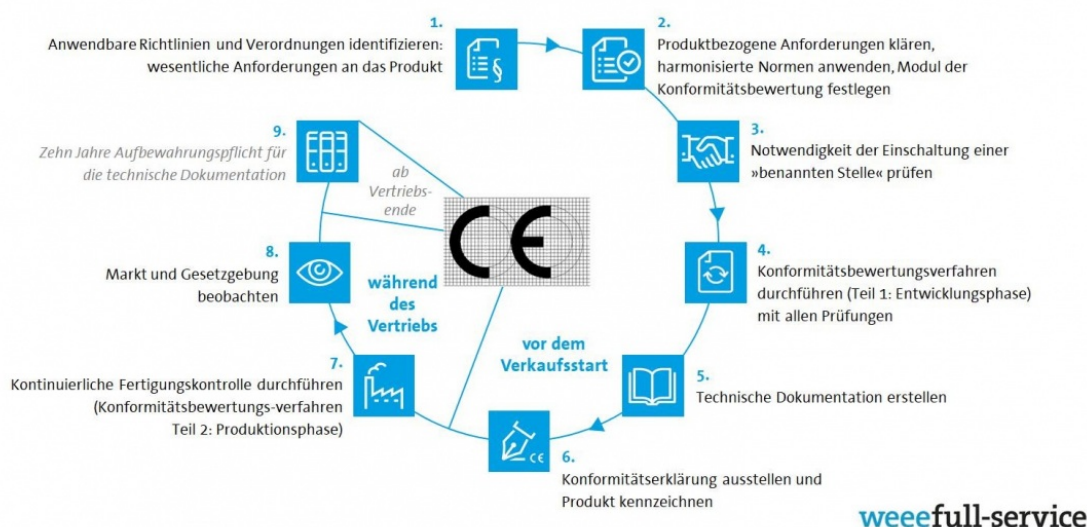 1.
Anwendbare Richtlinien und Verordnungen identifizieren:
wesentliche Anforderungen an das Produkt
§
2.
Produktbezogene Anforderungen klären,
harmonisierte Normen anwenden, Modul der
Konformitätsbewertung festlegen
3.
Notwendigkeit der Einschaltung einer
»benannten Stelle« prüfen
4.
Konformitätsbewertungsverfahren
durchführen (Teil 1: Entwicklungsphase)
mit allen Prüfungen
5.
Technische Dokumentation erstellen
6.
Konformitätserklärung ausstellen und
Produkt kennzeichnen
CE
7.
Kontinuierliche Fertigungskontrolle durchführen
(Konformitätsbewertungs-verfahren
Teil 2: Produktionsphase)
8.
Markt und Gesetzgebung
beobachten
9.
Zehn Jahre Aufbewahrungspflicht für
die technische Dokumentation
ab
Vertriebs-
ende
CE
während
des
Vertriebs
vor dem
Verkaufsstart
weeefull-service